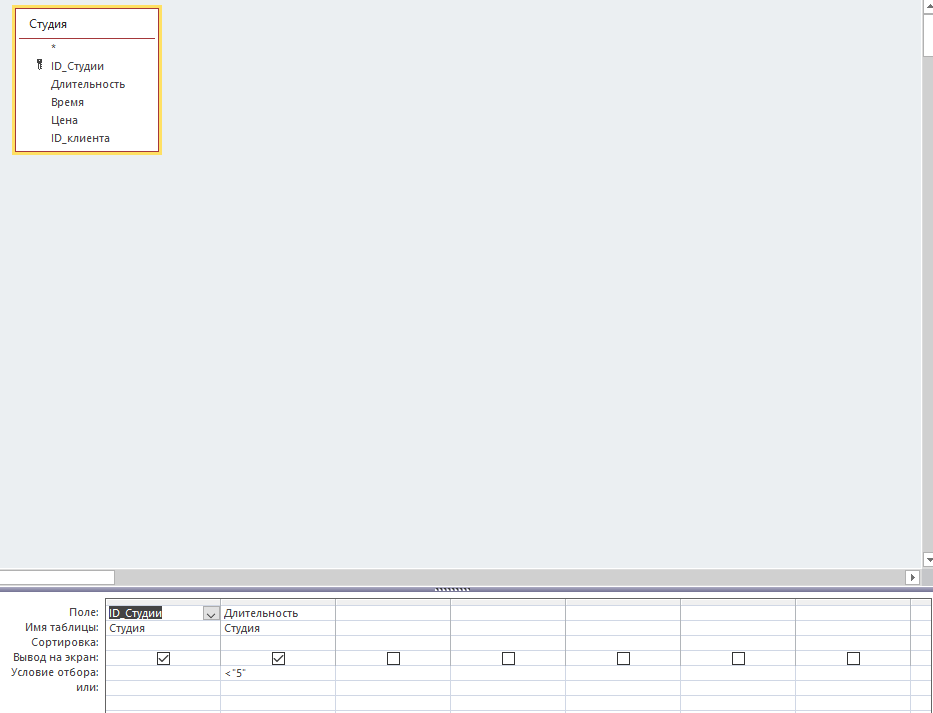 Студия
*
ID_Студии
Длительность
Время
Цена
ID_клиента
Поле: ID_Студии Длительность
Имя таблицы: Студия Студия
Сортировка:
Вывод на экран:
Условие отбора: <"5"
или: